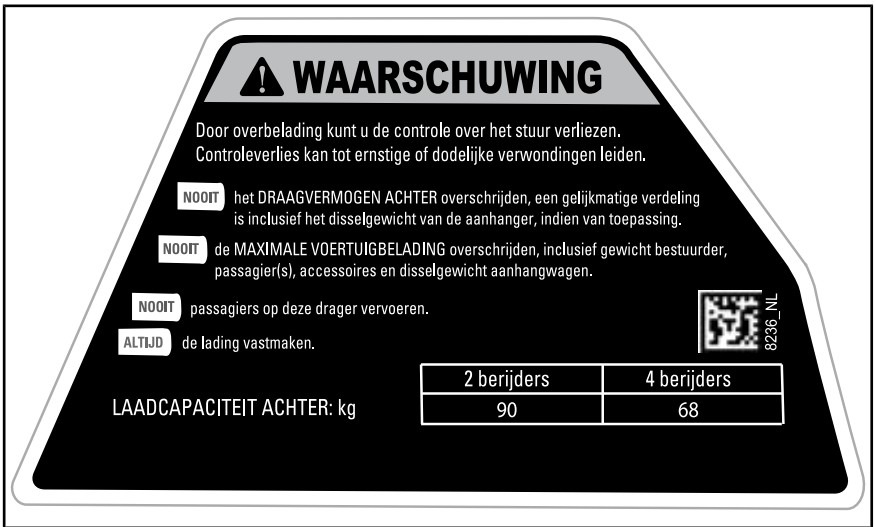 WAARSCHUWING
Door overbelading kunt u de controle over het stuur verliezen.
Controleverlies kan tot ernstige of dodelijke verwondingen leiden.
NOOIT het DRAAGVERMOGEN ACHTER overschrijden, een gelijkmatige verdeling
is inclusief het disselgewicht van de aanhanger, indien van toepassing.
NOOIT de MAXIMALE VOERTUIGBELADING overschrijden, inclusief gewicht bestuurder,
passagier(s), accessoires en disselgewicht aanhangwagen.
NOOIT passagiers op deze drager vervoeren.
ALTIJD de lading vastmaken.
8236_NL
2 berijders 4 berijders
LAADCAPACITEIT ACHTER: kg 90 68